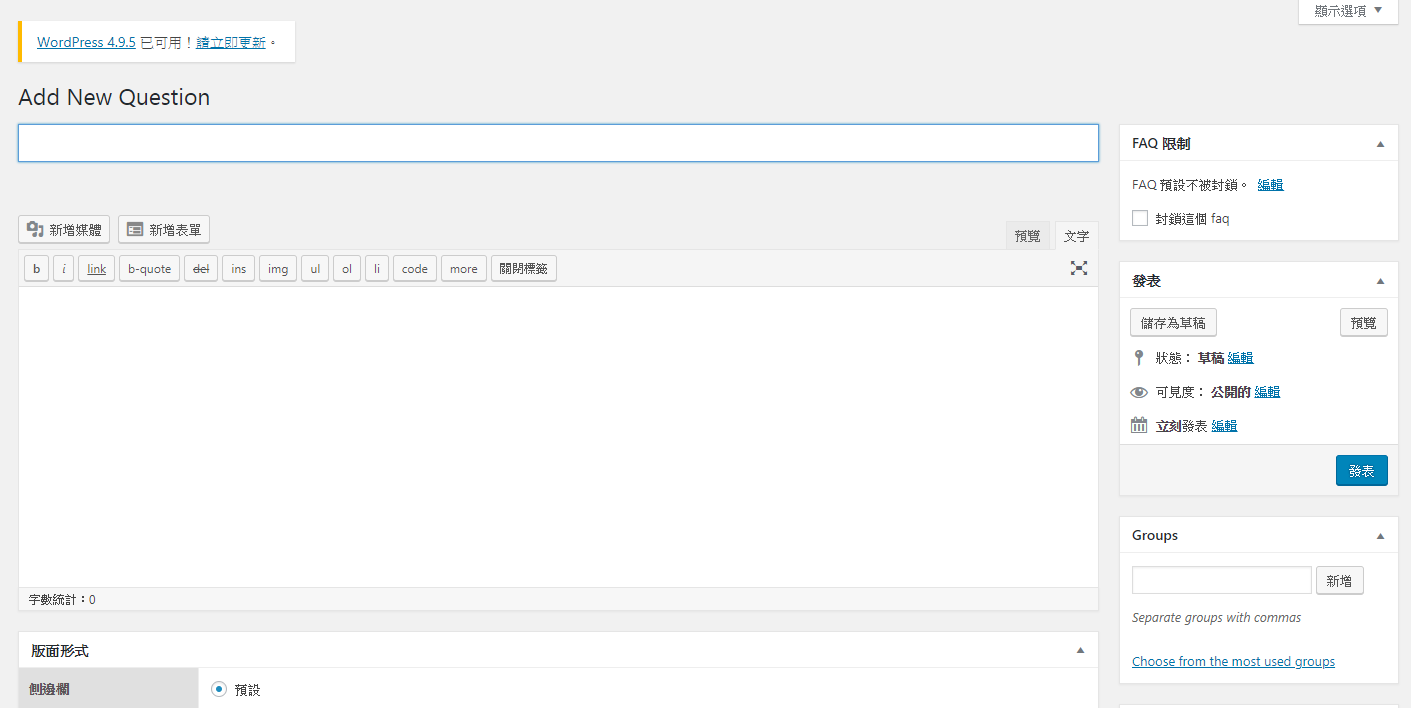 顯示選項
WordPress 4.9.5 已可用！請立即更新。
Add New Question
新增媒體 新增表單
預覽 文字
b i link b-quote del ins img ul ol li code more 關閉標籤
字數統計：0
版面形式
側邊欄 預設
FAQ 限制
FAQ 預設不被封鎖。 編輯
封鎖這個 faq
發表
儲存為草稿 預覽
狀態： 草稿 編輯
可見度： 公開的 編輯
立刻發表 編輯
發表
Groups
新增
Separate groups with commas
Choose from the most used groups